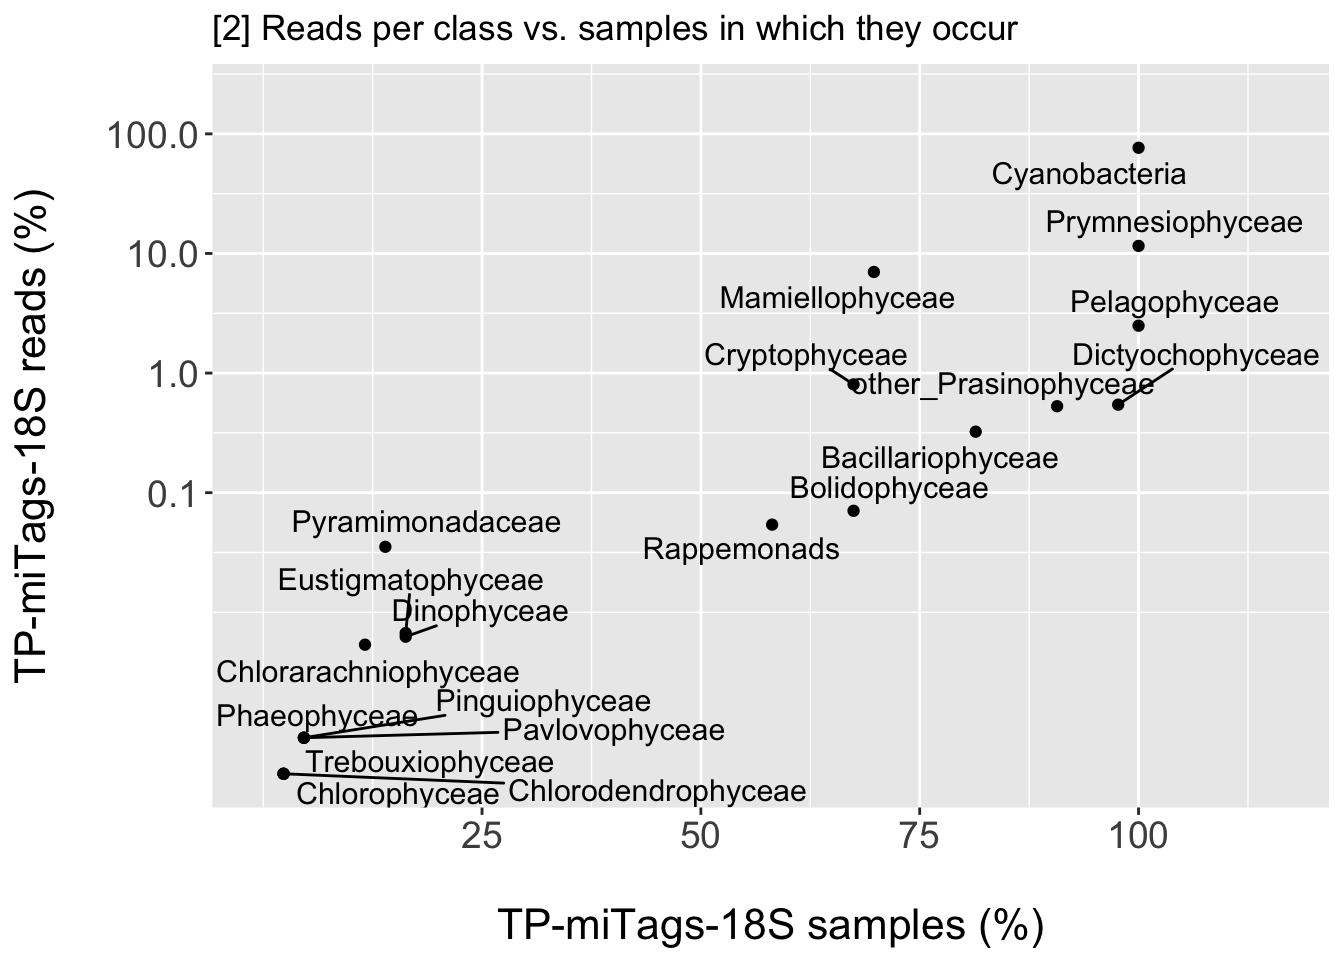 [2] Reads per class vs. samples in which they occur
TP-miTags-18S reads (%)
100.0
10.0
1.0
0.1
Cyanobacteria
Prymnesiophyceae
Mamiellophyceae
Pelagophyceae
Cryptophyceae
Dictyochophyceae
other_Prasinophyceae
Bacillariophyceae
Bolidophyceae
Pyramimonadaceae
Rappemonads
Eustigmatophyceae
Dinophyceae
Chlorarachniophyceae
Pinguiophyceae
Phaeophyceae
Pavlovophyceae
Trebouxiophyceae
Chlorophyceae
Chlorodendrophyceae
25
50
75
100
TP-miTags-18S samples (%)